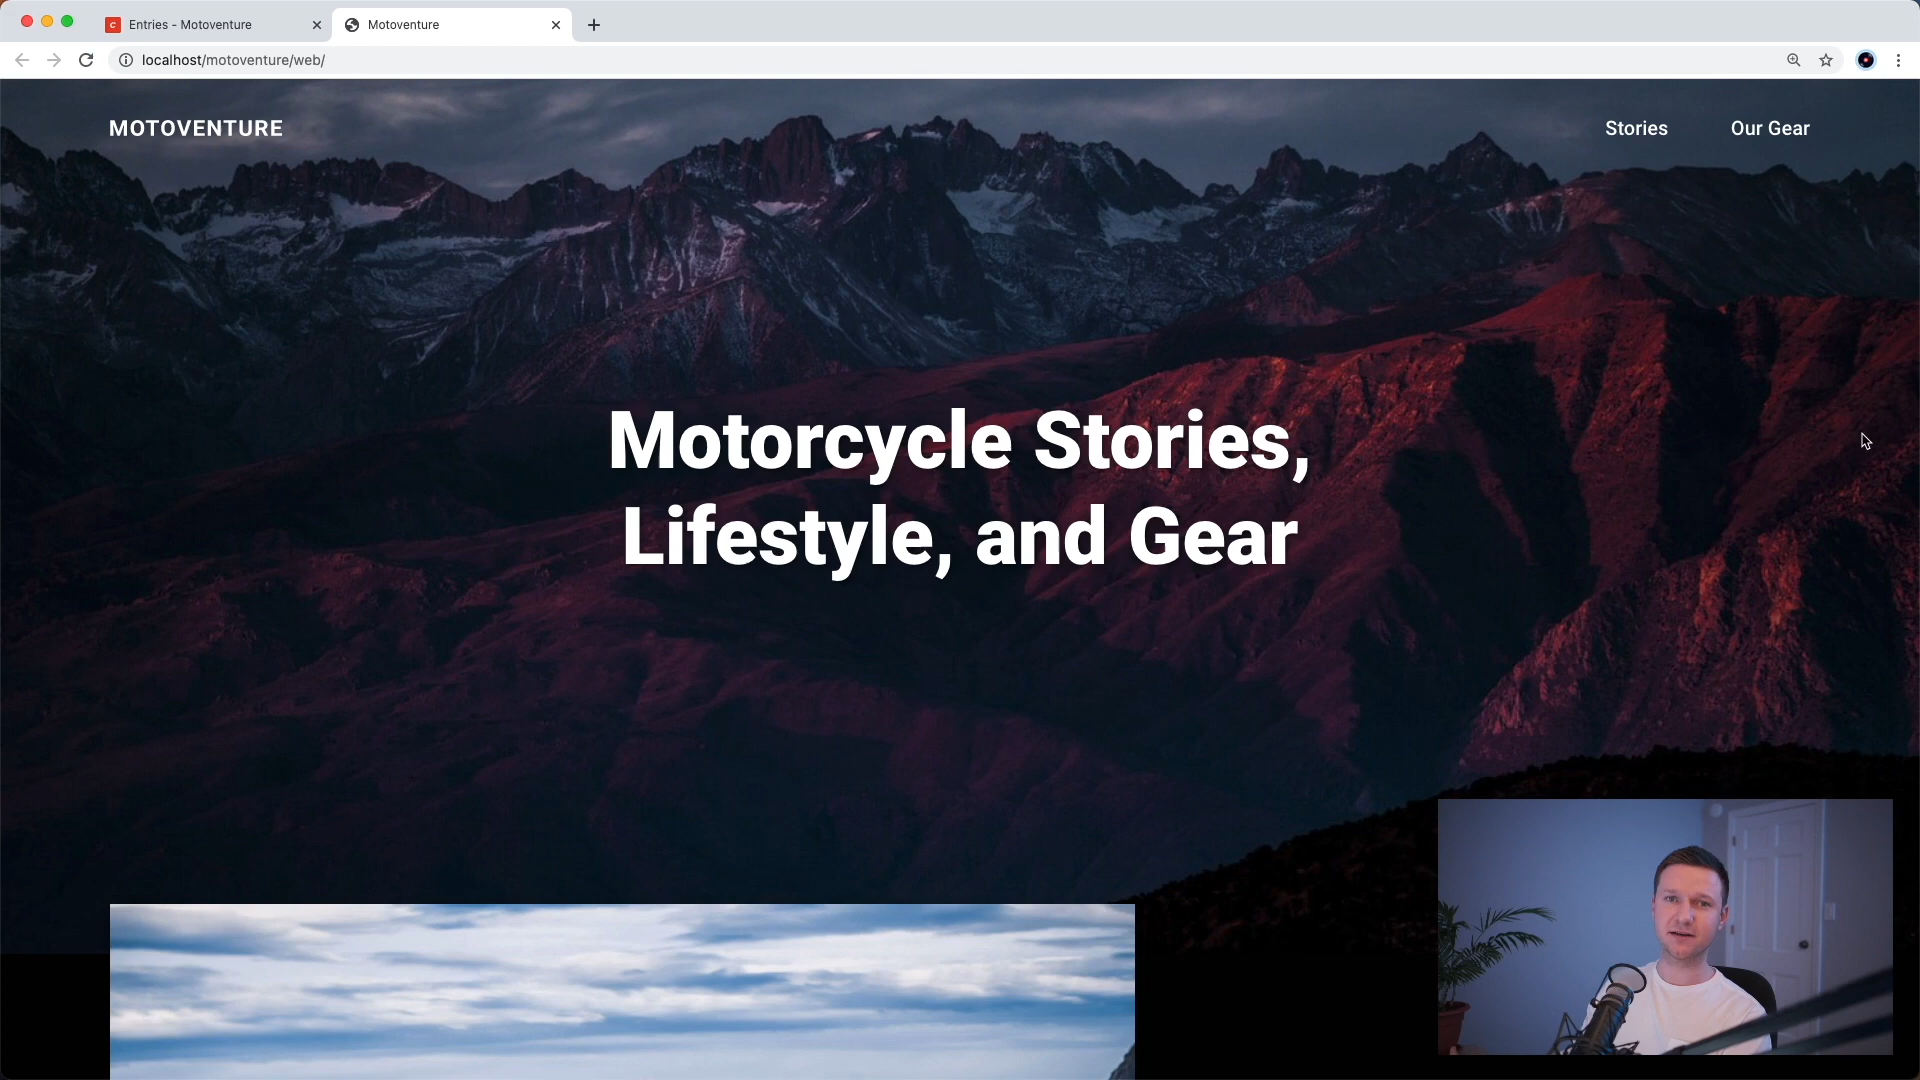 Entries - Motoventure
Motoventure
localhost/motoventure/web/
MOTOVENTURE
Stories
Our Gear
Motorcycle Stories,
Lifestyle, and Gear